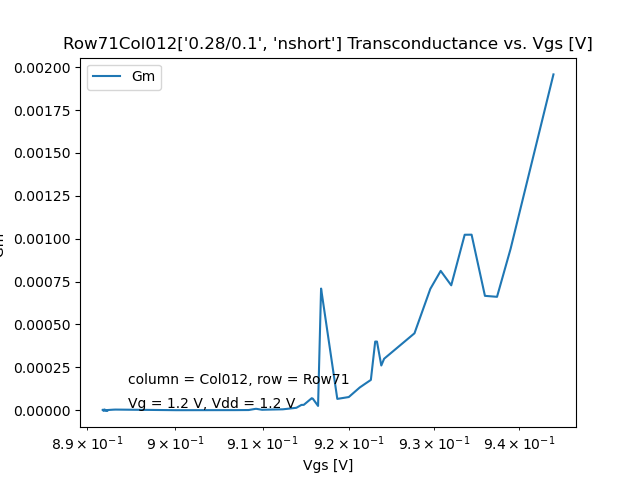 Row71Col012['0.28/0.1', 'nshort'] Transconductance vs. Vgs [V]
Gm
0.00200
0.00175
0.00150
0.00125
0.00100
0.00075
0.00050
0.00025
0.00000
Gm
column = Col012, row = Row71
Vg = 1.2 V, Vdd = 1.2 V
8.9 × 10⁻¹ 9 × 10⁻¹ 9.1 × 10⁻¹ 9.2 × 10⁻¹ 9.3 × 10⁻¹ 9.4 × 10⁻¹
Vgs [V]